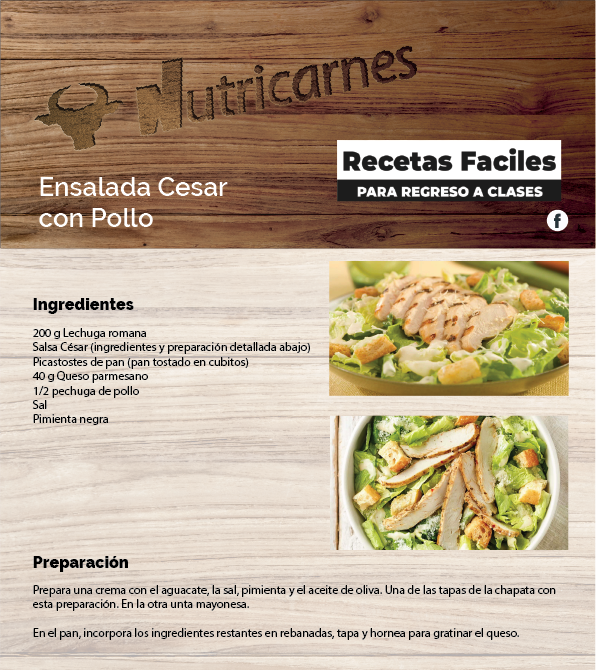 Nutricarnes
Recetas Faciles
PARA REGRESO A CLASES
Ensalada Cesar
con Pollo
f
Ingredientes
200 g Lechuga romana
Salsa César (ingredientes y preparación detallada abajo)
Picastostes de pan (pan tostado en cubitos)
40 g Queso parmesano
1/2 pechuga de pollo
Sal
Pimienta negra
Preparación
Prepara una crema con el aguacate, la sal, pimienta y el aceite de oliva. Una de las tapas de la chapata con
esta preparación. En la otra unta mayonesa.
En el pan, incorpora los ingredientes restantes en rebanadas, tapa y hornea para gratinar el queso.